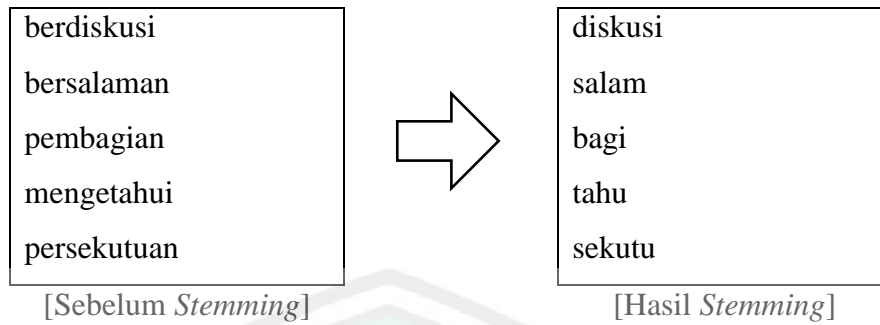 berdiskusi
bersalaman
pembagian
mengetahui
persekutuan
[Sebelum Stemming]
diskusi
salam
bagi
tahu
sekutu
[Hasil Stemming]